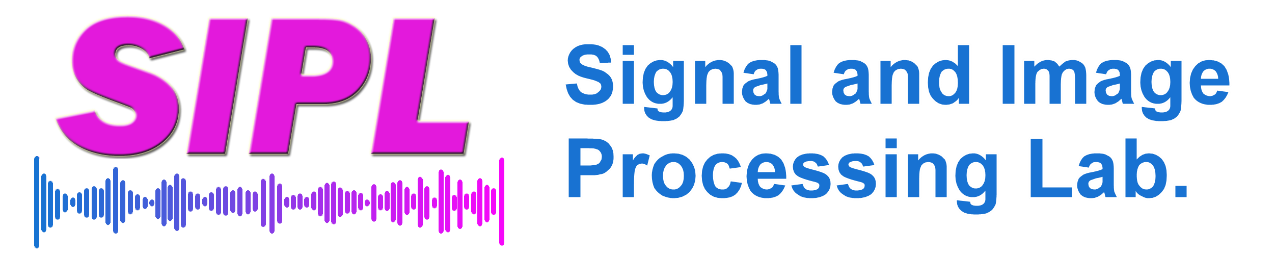 SIPL
Signal and Image
Processing Lab.